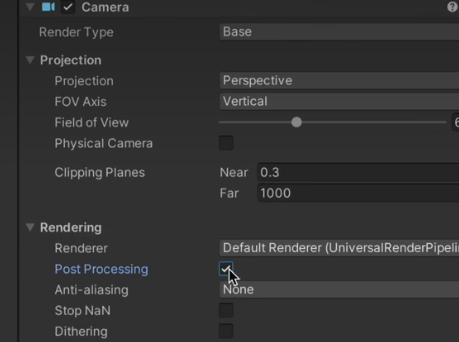 Camera
Render Type Base
Projection
Projection Perspective
FOV Axis Vertical
Field of View
Physical Camera
Clipping Planes Near 0.3
Far 1000
Rendering
Renderer Default Renderer (UniversalRenderPipeli
Post Processing
Anti-aliasing None
Stop NaN
Dithering